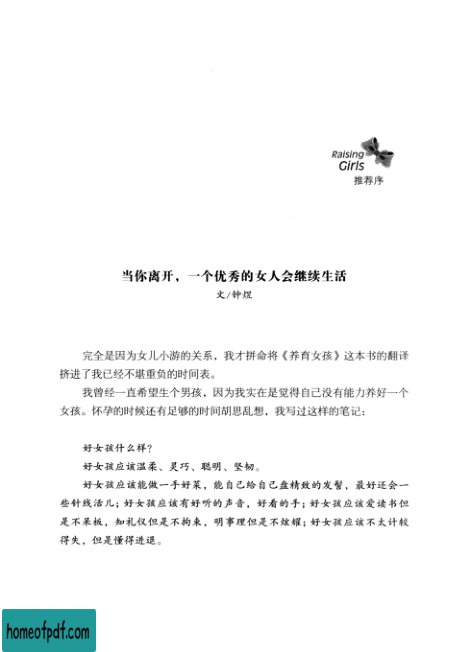 Raising
Girls
推荐序
当你离开，一个优秀的女人会继续生活
文/钟煜
完全是因为女儿小游的关系，我才拼命将《养育女孩》这本书的翻译
挤进了我已经不堪重负的时间表。
我曾经一直希望生个男孩，因为我实在是觉得自己没有能力养好一个
女孩。怀孕的时候还有足够的时间胡思乱想，我写过这样的笔记：
好女孩什么样？
好女孩应该温柔、灵巧、聪明、坚韧。
好女孩应该能做一手好菜，能自己给自己盘精致的发髻，最好还会一
些针线活儿；好女孩应该有好听的声音，好看的手；好女孩应该爱读书但
是不呆板，知礼仪但是不拘束，明事理但是不炫耀；好女孩应该不太计较
得失，但是懂得进退。
homeofpdf.com